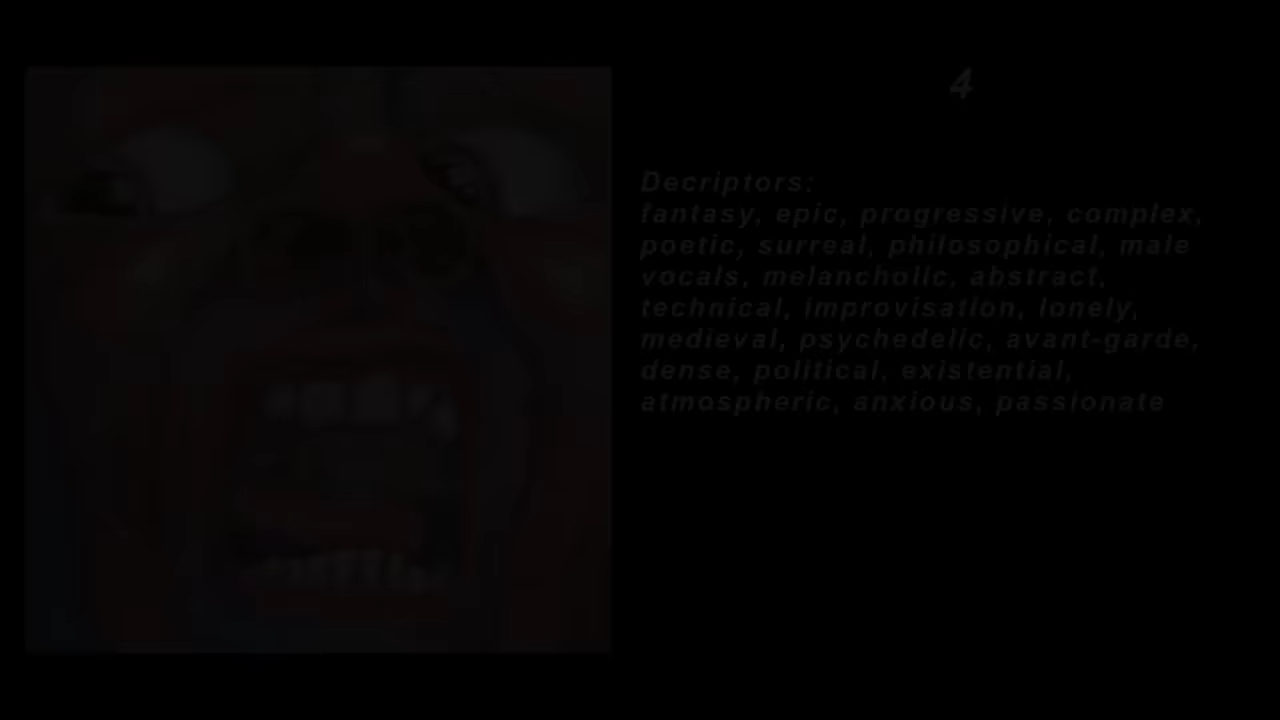 4
Decriptors:
fantasy, epic, progressive, complex,
poetic, surreal, philosophical, male
vocals, melancholic, abstract,
technical, improvisation, lonely,
medieval, psychedelic, avant-garde,
dense, political, existential,
atmospheric, anxious, passionate